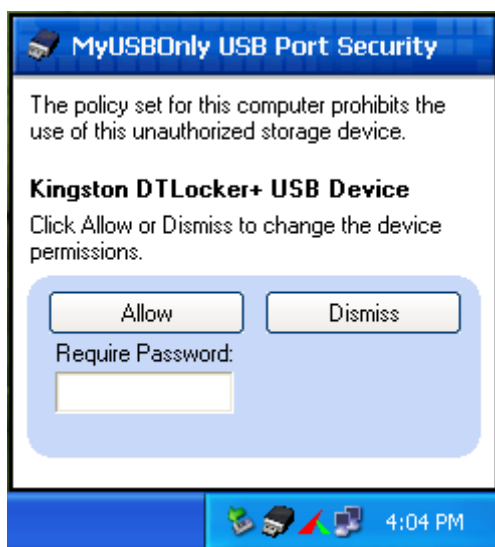 MyUSBOnly USB Port Security
The policy set for this computer prohibits the
use of this unauthorized storage device.
Kingston DTLocker+ USB Device
Click Allow or Dismiss to change the device
permissions.
Allow
Dismiss
Require Password:
4:04 PM